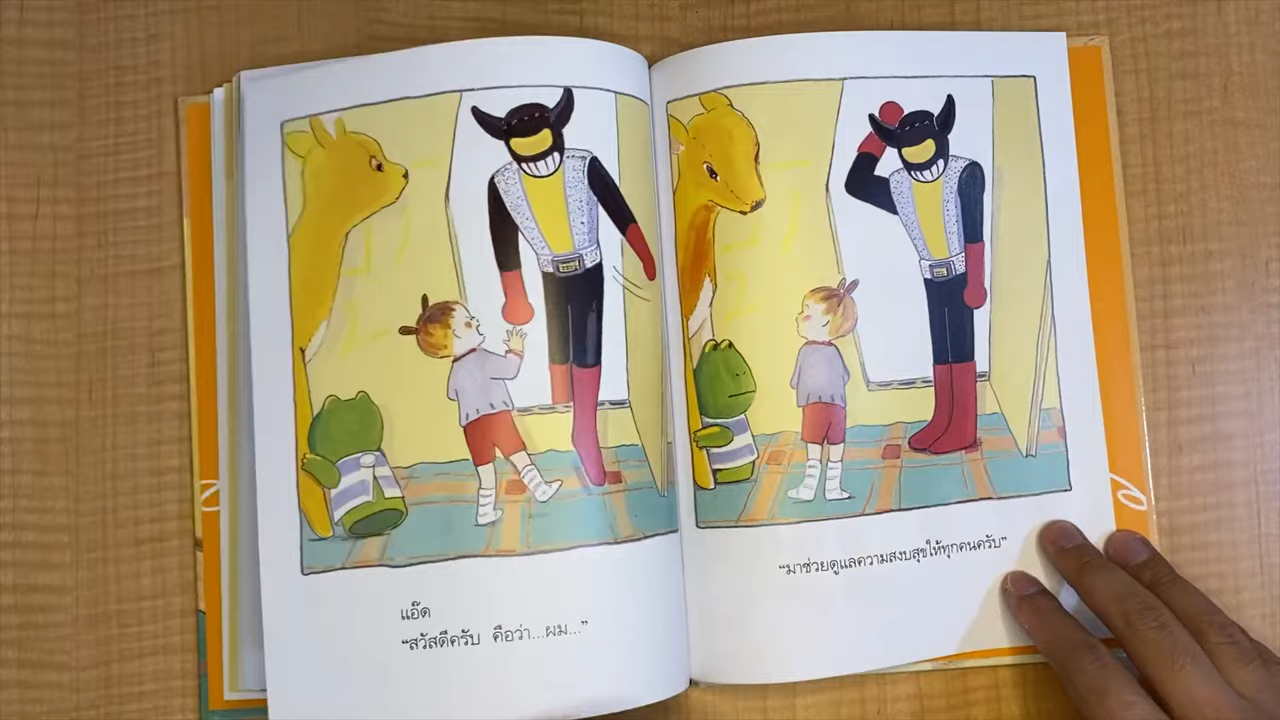 แอ๊ด
“สวัสดีครับ คือว่า...ผม...”
“มาช่วยดูแลความสงบสุขให้ทุกคนครับ”